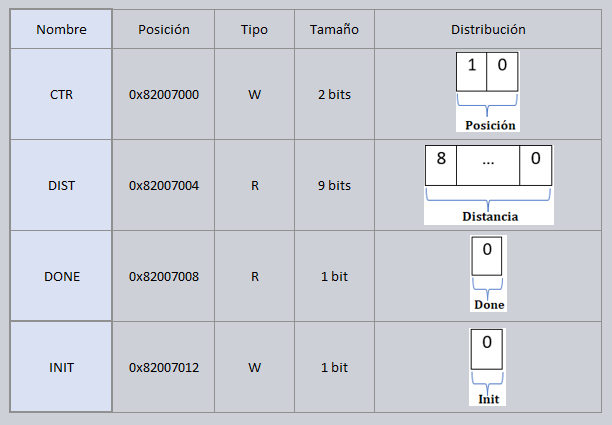 Nombre Posición Tipo Tamaño Distribución
CTR 0x82007000 W 2 bits 1 0
Posición
DIST 0x82007004 R 9 bits 8 ... 0
Distancia
DONE 0x82007008 R 1 bit 0
Done
INIT 0x82007012 W 1 bit 0
Init